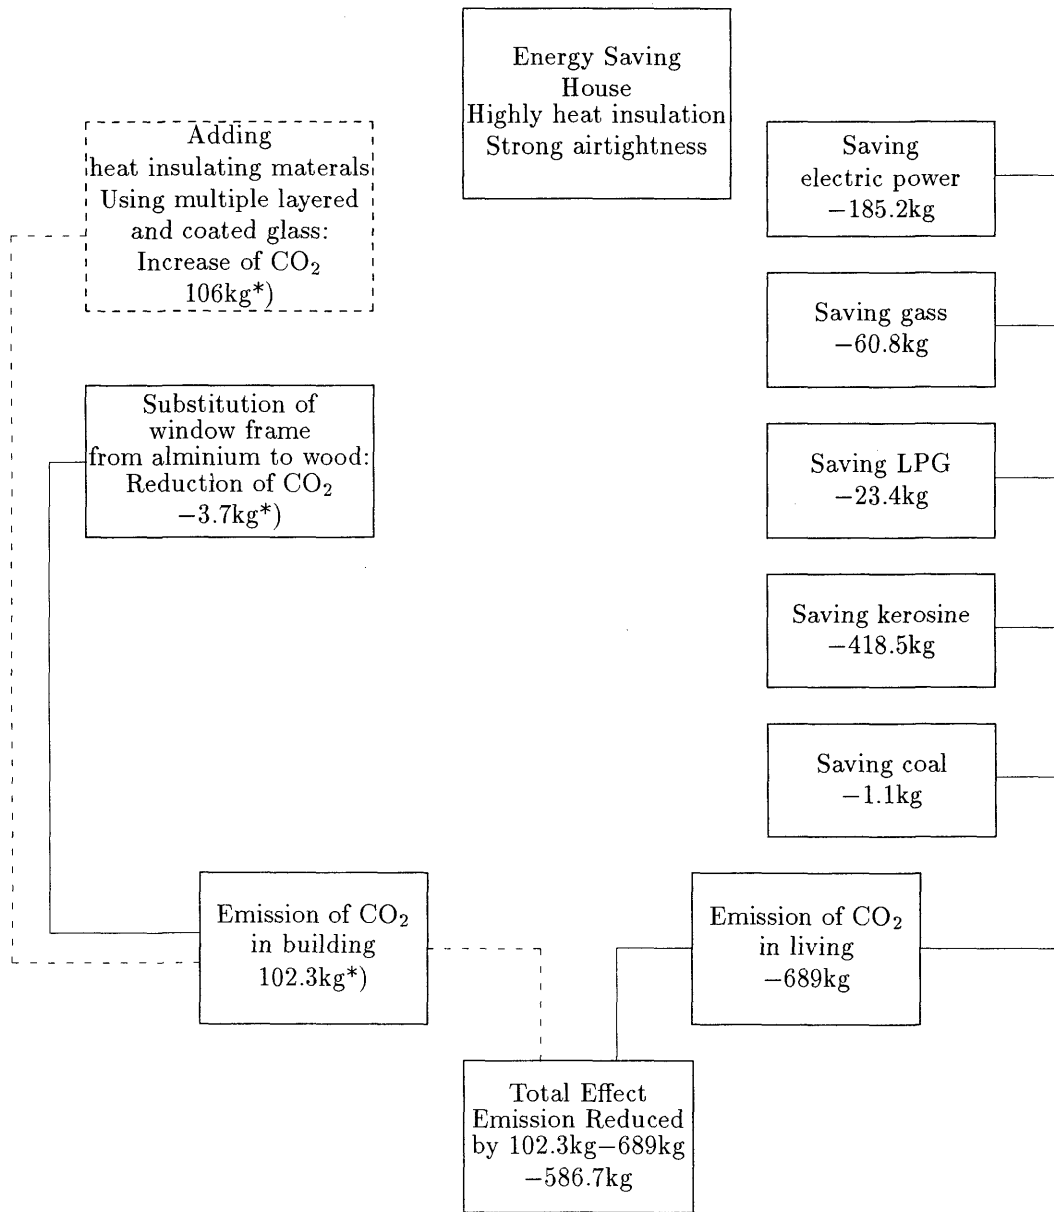 Energy Saving
House
Highly heat insulation
Strong airtightness
Adding
heat insulating materals
Using multiple layered
and coated glass:
Increase of CO₂
106kg*)
Substitution of
window frame
from alminium to wood:
Reduction of CO₂
−3.7kg*)
Saving
electric power
−185.2kg
Saving gass
−60.8kg
Saving LPG
−23.4kg
Saving kerosine
−418.5kg
Saving coal
−1.1kg
Emission of CO₂
in building
102.3kg*)
Emission of CO₂
in living
−689kg
Total Effect
Emission Reduced
by 102.3kg−689kg
−586.7kg